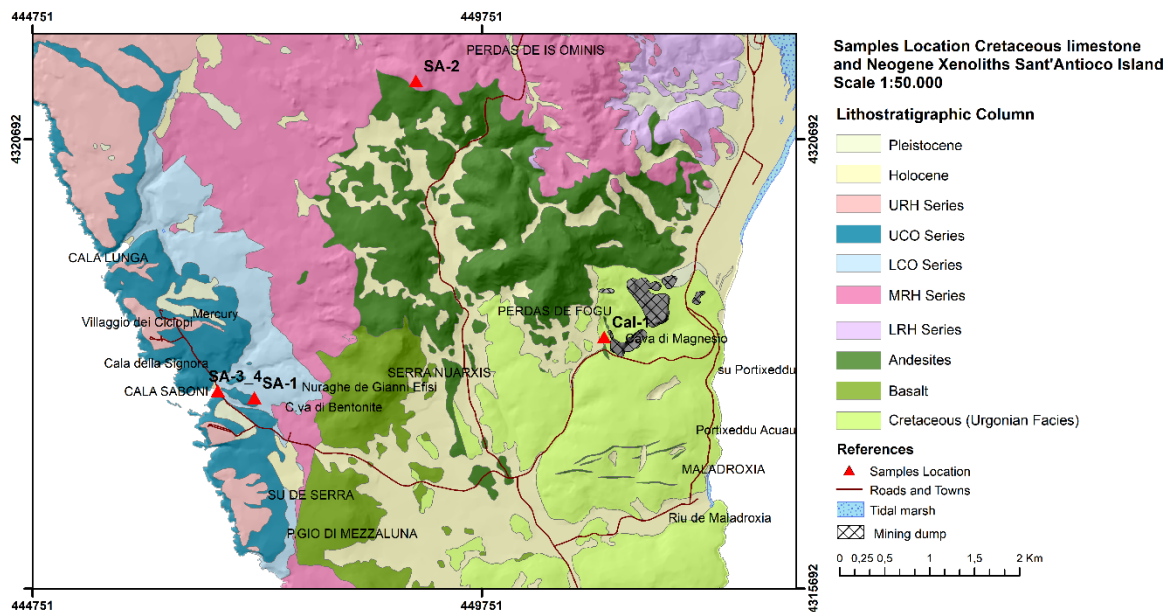 444751
449751
PERDAS DE IS OMINIS
SA-2
4320692
4320692
CALA LUNGA
Mercury
Villaggio dei Ciclopi
PERDAS DE FOGU
Cal-1
Cava di Magnesio
Cala della Signora
SERRA NUARXIS
su Portixeddu
SA-3_4
SA-1
Nuraghe de Gianni Efisi
CALA SABONI
C.va di Bentonite
Portixeddu Acuau
MALADROXIA
SU DE SERRA
Riu de Maladroxia
P.GIO DI MEZZALUNA
4315692
4315692
444751
449751
Samples Location Cretaceous limestone
and Neogene Xenoliths Sant'Antioco Island
Scale 1:50.000
Lithostratigraphic Column
Pleistocene
Holocene
URH Series
UCO Series
LCO Series
MRH Series
LRH Series
Andesites
Basalt
Cretaceous (Urgonian Facies)
References
Samples Location
Roads and Towns
Tidal marsh
Mining dump
0 0,25 0,5 1 1,5 2 Km